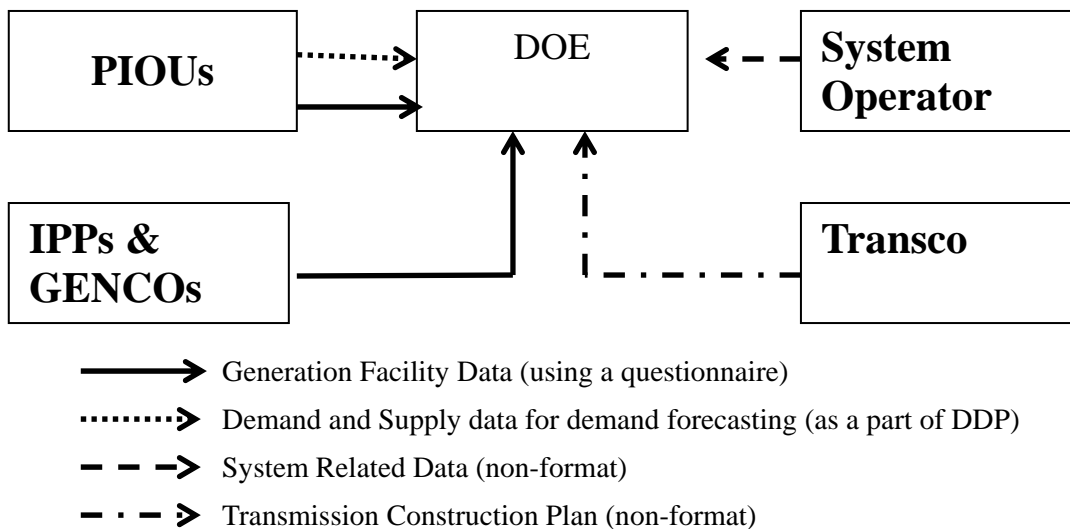 PIOUs
DOE
System
Operator
IPPs &
GENCOs
Transco
Generation Facility Data (using a questionnaire)
Demand and Supply data for demand forecasting (as a part of DDP)
System Related Data (non-format)
Transmission Construction Plan (non-format)